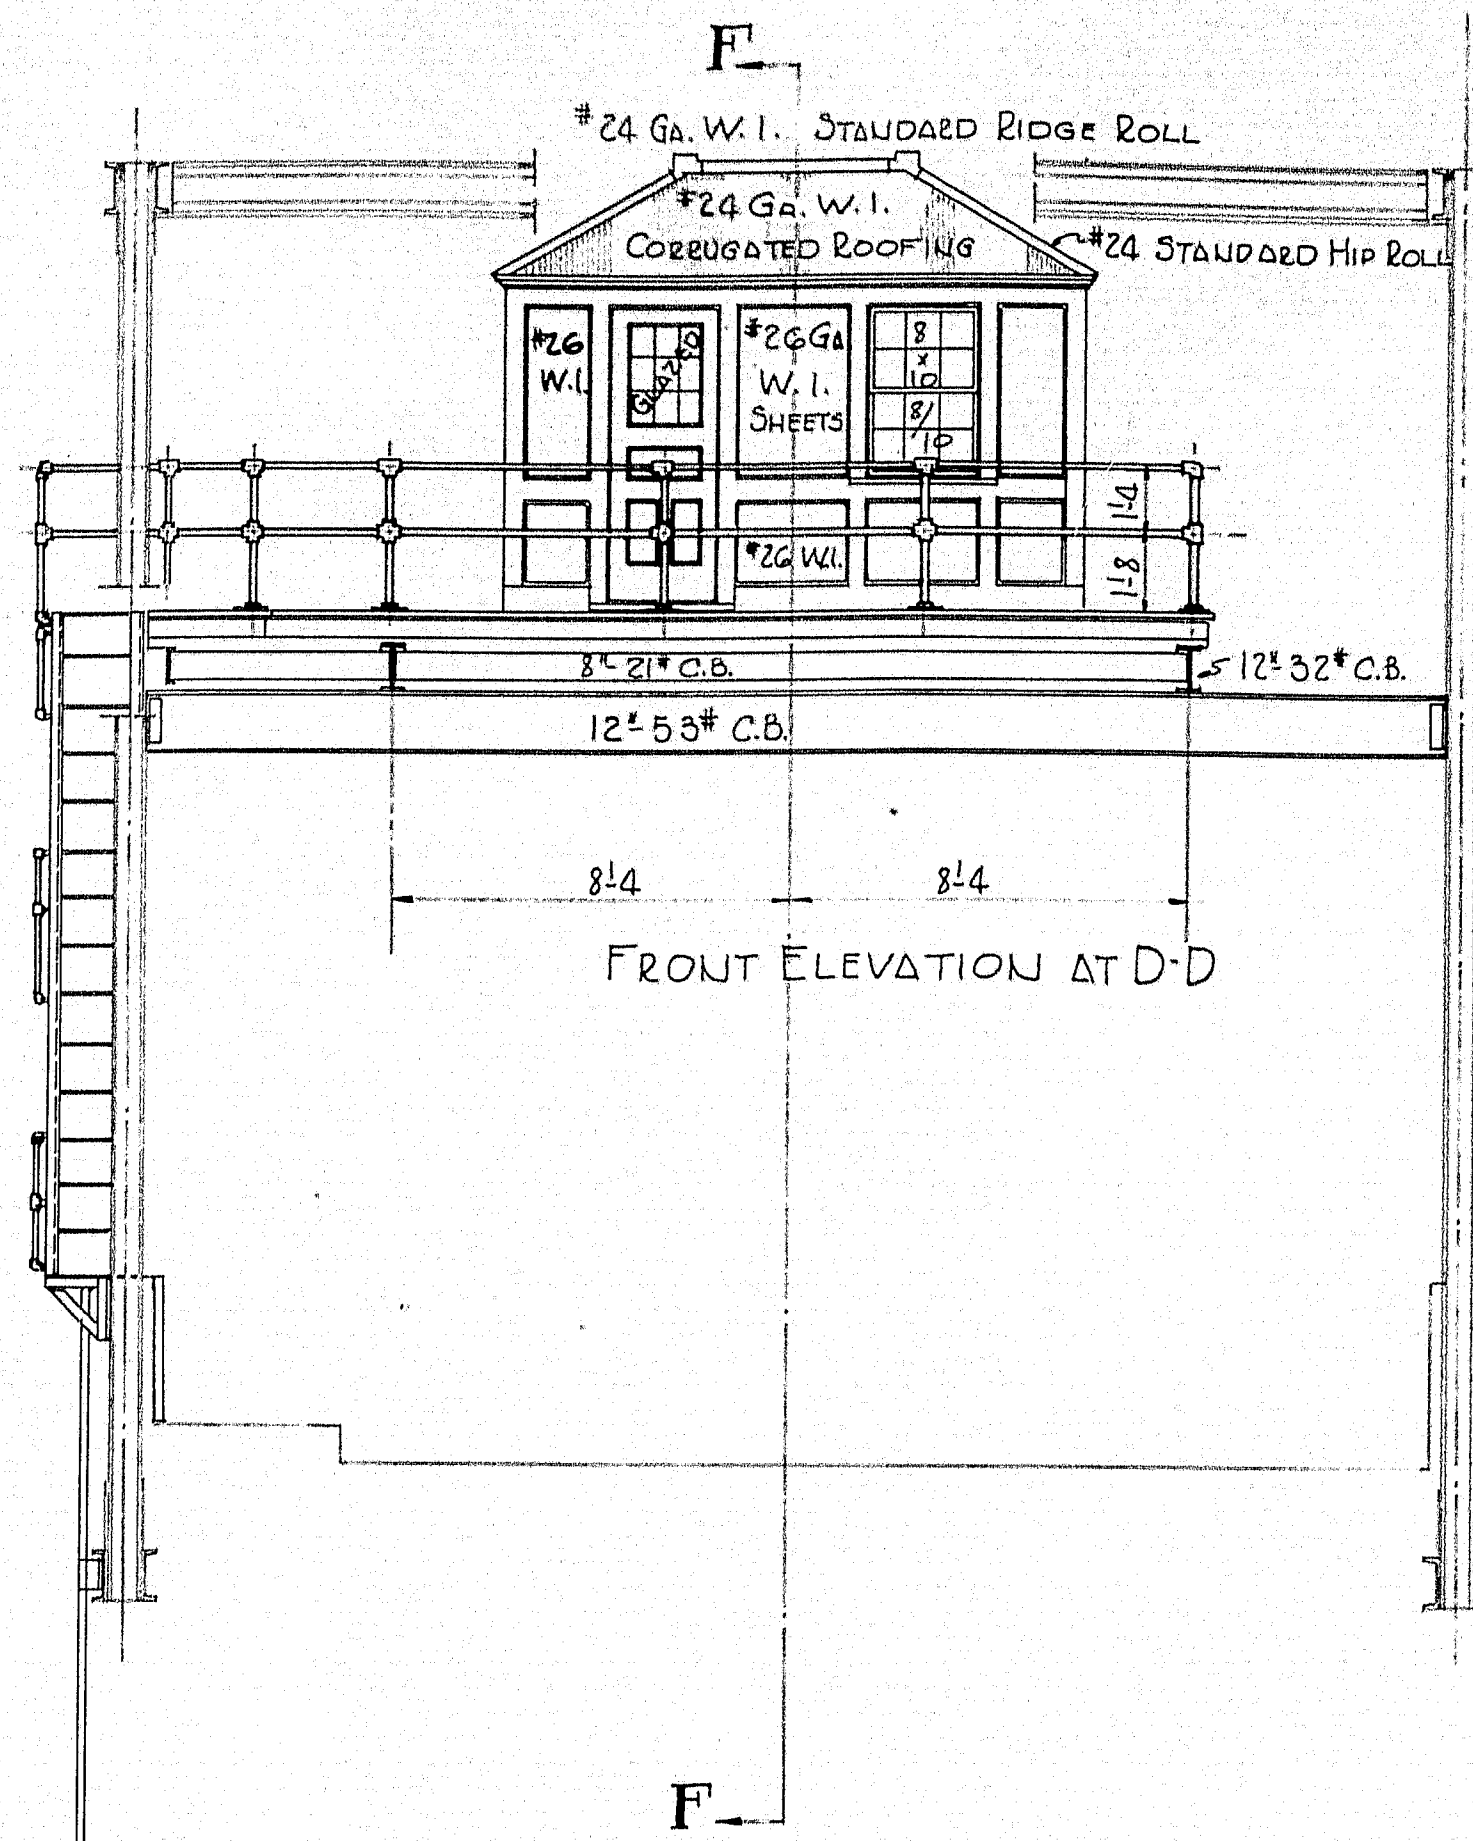 F
#24 GA. W. I. STANDARD RIDGE ROLL
#24 GA. W. I.
CORRUGATED ROOFING
#24 STANDARD HIP ROLL
#26
W.I.
GLAZED
#26 GA
W. I.
SHEETS
8
x
10
8/
10
1-4
#26 W.I.
1-8
8"-21# C.B.
12"-32# C.B.
12"-53# C.B.
8'-4
8'-4
FRONT ELEVATION AT D-D
F